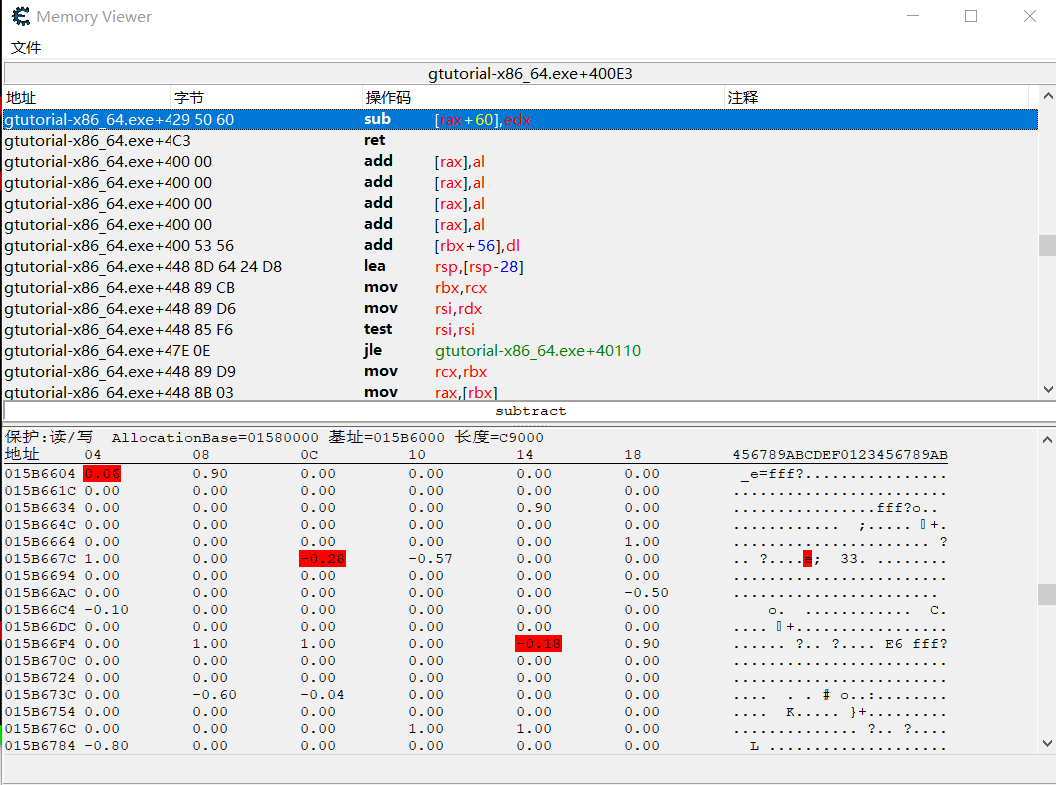 Memory Viewer
文件
gtutorial-x86_64.exe+400E3
地址 字节 操作码 注释
gtutorial-x86_64.exe+4 29 50 60 sub [rax+60],edx
gtutorial-x86_64.exe+4 C3 ret
gtutorial-x86_64.exe+4 00 00 add [rax],al
gtutorial-x86_64.exe+4 00 00 add [rax],al
gtutorial-x86_64.exe+4 00 00 add [rax],al
gtutorial-x86_64.exe+4 00 00 add [rax],al
gtutorial-x86_64.exe+4 00 53 56 add [rbx+56],dl
gtutorial-x86_64.exe+4 48 8D 64 24 D8 lea rsp,[rsp-28]
gtutorial-x86_64.exe+4 48 89 CB mov rbx,rcx
gtutorial-x86_64.exe+4 48 89 D6 mov rsi,rdx
gtutorial-x86_64.exe+4 48 85 F6 test rsi,rsi
gtutorial-x86_64.exe+4 7E 0E jle gtutorial-x86_64.exe+40110
gtutorial-x86_64.exe+4 48 89 D9 mov rcx,rbx
gtutorial-x86_64.exe+4 48 8B 03 mov rax,[rbx]
subtract
保护:读/写 AllocationBase=01580000 基址=015B6000 长度=C9000
地址 04 08 0C 10 14 18 456789ABCDEF0123456789AB
015B6604 0.06 0.90 0.00 0.00 0.00 0.00 _e=fff?................
015B661C 0.00 0.00 0.00 0.00 0.00 0.00 ........................
015B6634 0.00 0.00 0.00 0.00 0.90 0.00 ................fff?o..
015B664C 0.00 0.00 0.00 0.00 0.00 0.00 ............ ;..... +.
015B6664 0.00 0.00 0.00 0.00 0.00 1.00 ...................... ?
015B667C 1.00 0.00 -0.28 -0.57 0.00 0.00 .. ?....e; 33. ........
015B6694 0.00 0.00 0.00 0.00 0.00 0.00 ........................
015B66AC 0.00 0.00 0.00 0.00 0.00 -0.50 .......................
015B66C4 -0.10 0.00 0.00 0.00 0.00 0.00 o. ............ C.
015B66DC 0.00 0.00 0.00 0.00 0.00 0.00 .... +.................
015B66F4 0.00 1.00 1.00 0.00 -0.18 0.90 ...... ?.. ?.... E6 fff?
015B670C 0.00 0.00 0.00 0.00 0.00 0.00 ........................
015B6724 0.00 0.00 0.00 0.00 0.00 0.00 ........................
015B673C 0.00 -0.60 -0.04 0.00 0.00 0.00 .... . . # o..:........
015B6754 0.00 0.00 0.00 0.00 0.00 0.00 .... K..... }+.........
015B676C 0.00 0.00 0.00 1.00 1.00 0.00 .............. ?.. ?....
015B6784 -0.80 0.00 0.00 0.00 0.00 0.00 L ....................